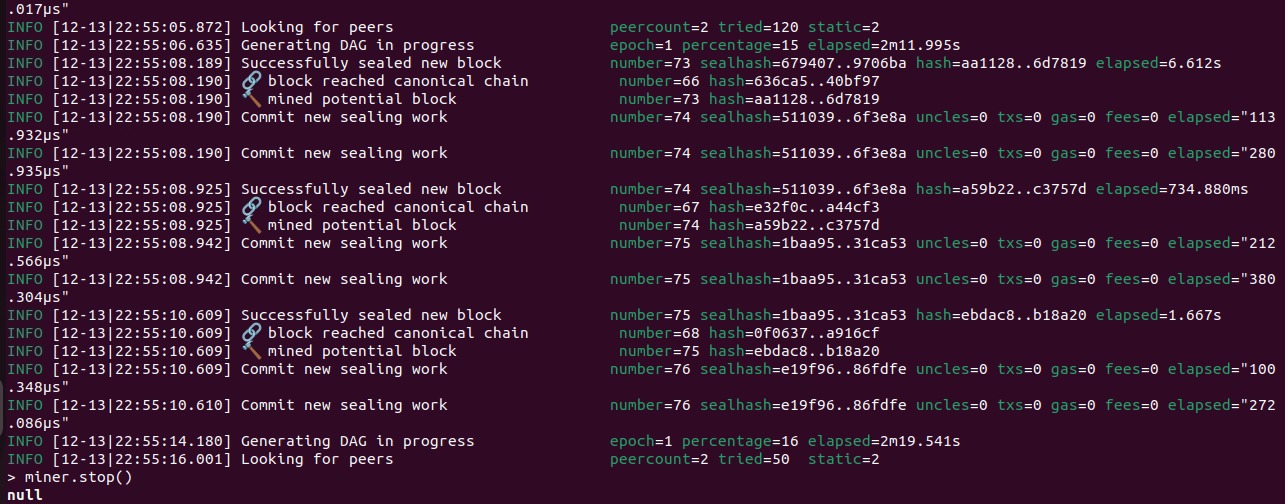 .017µs"
INFO [12-13|22:55:05.872] Looking for peers peercount=2 tried=120 static=2
INFO [12-13|22:55:06.635] Generating DAG in progress epoch=1 percentage=15 elapsed=2m11.995s
INFO [12-13|22:55:08.189] Successfully sealed new block number=73 sealhash=679407..9706ba hash=aa1128..6d7819 elapsed=6.612s
INFO [12-13|22:55:08.190] 🔗 block reached canonical chain number=66 hash=636ca5..40bf97
INFO [12-13|22:55:08.190] 🔨 mined potential block number=73 hash=aa1128..6d7819
INFO [12-13|22:55:08.190] Commit new sealing work number=74 sealhash=511039..6f3e8a uncles=0 txs=0 gas=0 fees=0 elapsed="113
.932µs"
INFO [12-13|22:55:08.190] Commit new sealing work number=74 sealhash=511039..6f3e8a uncles=0 txs=0 gas=0 fees=0 elapsed="280
.935µs"
INFO [12-13|22:55:08.925] Successfully sealed new block number=74 sealhash=511039..6f3e8a hash=a59b22..c3757d elapsed=734.880ms
INFO [12-13|22:55:08.925] 🔗 block reached canonical chain number=67 hash=e32f0c..a44cf3
INFO [12-13|22:55:08.925] 🔨 mined potential block number=74 hash=a59b22..c3757d
INFO [12-13|22:55:08.942] Commit new sealing work number=75 sealhash=1baa95..31ca53 uncles=0 txs=0 gas=0 fees=0 elapsed="212
.566µs"
INFO [12-13|22:55:08.942] Commit new sealing work number=75 sealhash=1baa95..31ca53 uncles=0 txs=0 gas=0 fees=0 elapsed="380
.304µs"
INFO [12-13|22:55:10.609] Successfully sealed new block number=75 sealhash=1baa95..31ca53 hash=ebdac8..b18a20 elapsed=1.667s
INFO [12-13|22:55:10.609] 🔗 block reached canonical chain number=68 hash=0f0637..a916cf
INFO [12-13|22:55:10.609] 🔨 mined potential block number=75 hash=ebdac8..b18a20
INFO [12-13|22:55:10.609] Commit new sealing work number=76 sealhash=e19f96..86fdfe uncles=0 txs=0 gas=0 fees=0 elapsed="100
.348µs"
INFO [12-13|22:55:10.610] Commit new sealing work number=76 sealhash=e19f96..86fdfe uncles=0 txs=0 gas=0 fees=0 elapsed="272
.086µs"
INFO [12-13|22:55:14.180] Generating DAG in progress epoch=1 percentage=16 elapsed=2m19.541s
INFO [12-13|22:55:16.001] Looking for peers peercount=2 tried=50 static=2
> miner.stop()
null